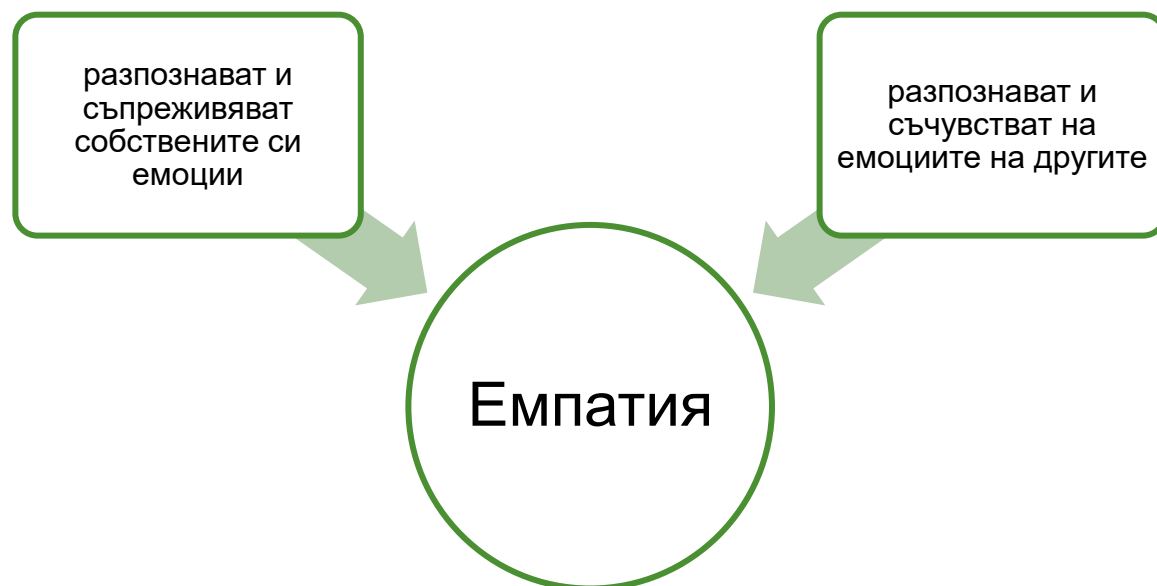 разпознават и
съпреживяват
собствените си
емоции
разпознават и
съчувстват на
емоциите на другите
Емпатия